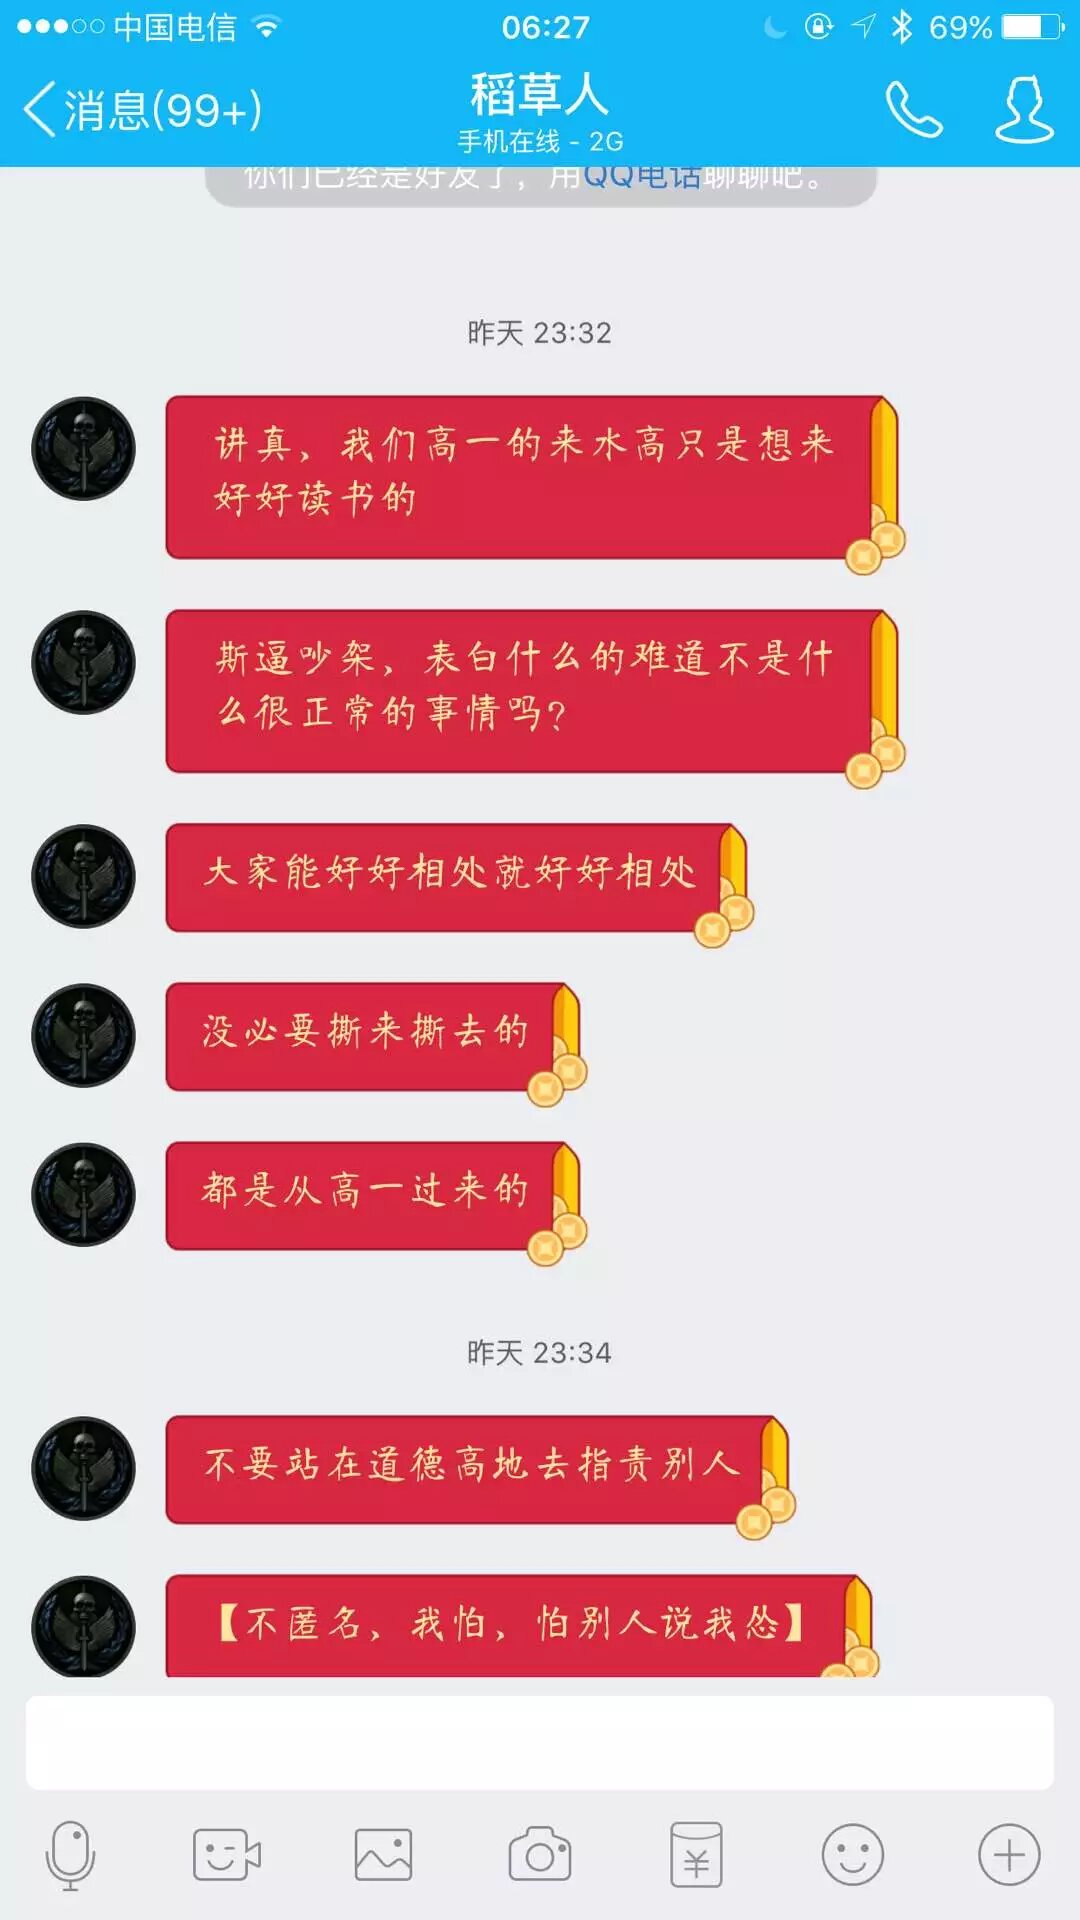 中国电信
06:27
69%
消息(99+)
稻草人
手机在线 - 2G
你们已经是好友了，用QQ电话聊聊吧。
昨天 23:32
讲真，我们高一的来水高只是想来
好好读书的
斯逼吵架，表白什么的难道不是什
么很正常的事情吗?
大家能好好相处就好好相处
没必要撕来撕去的
都是从高一过来的
昨天 23:34
不要站在道德高地去指责别人
【不匿名，我怕，怕别人说我怂】